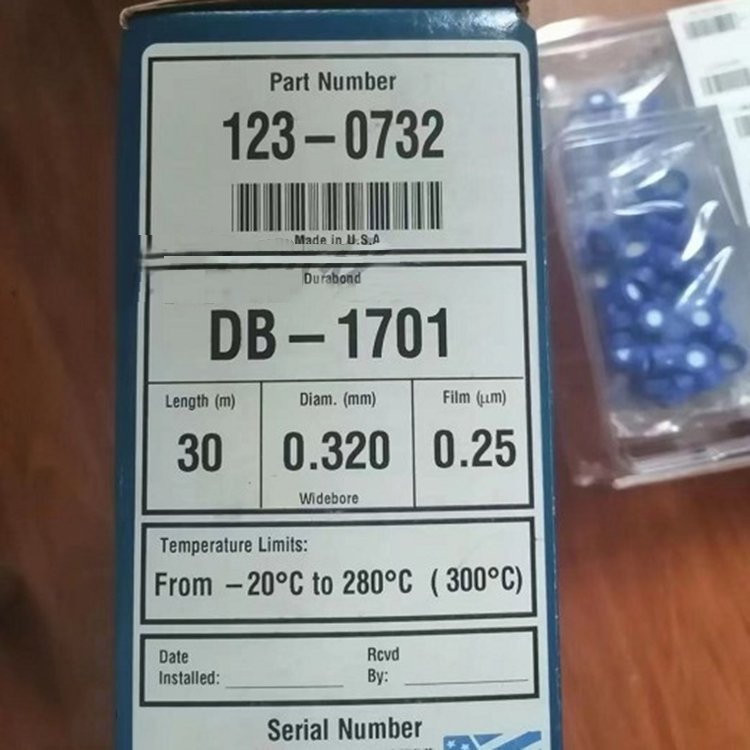 Part Number
123-0732
Made in U.S.A
Durabond
DB-1701
Length (m) Diam. (mm) Film (μm)
30 0.320 0.25
Widebore
Temperature Limits:
From -20°C to 280°C (300°C)
Date Rcvd
Installed: By:
Serial Number